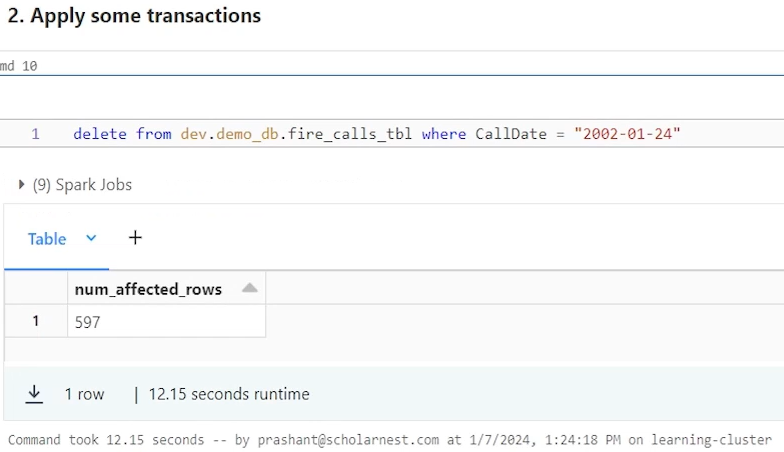 2. Apply some transactions
md 10
1 delete from dev.demo_db.fire_calls_tbl where CallDate = "2002-01-24"
(9) Spark Jobs
Table +
num_affected_rows
1 597
1 row | 12.15 seconds runtime
Command took 12.15 seconds -- by prashant@scholarnest.com at 1/7/2024, 1:24:18 PM on learning-cluster